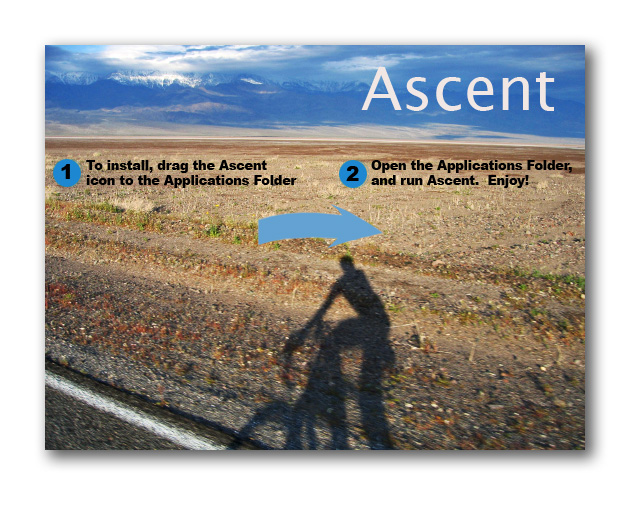 Ascent
1 To install, drag the Ascent
icon to the Applications Folder
2 Open the Applications Folder,
and run Ascent.  Enjoy!